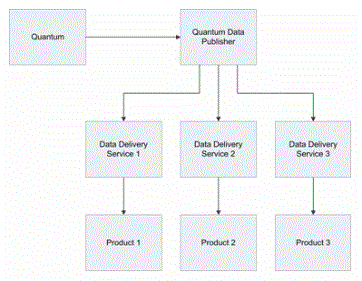 Quantum
Quantum Data
Publisher
Data Delivery
Service 1
Data Delivery
Service 2
Data Delivery
Service 3
Product 1
Product 2
Product 3